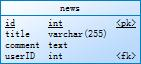 news
id int <pk>
title varchar(255)
comment text
userID int <fk>